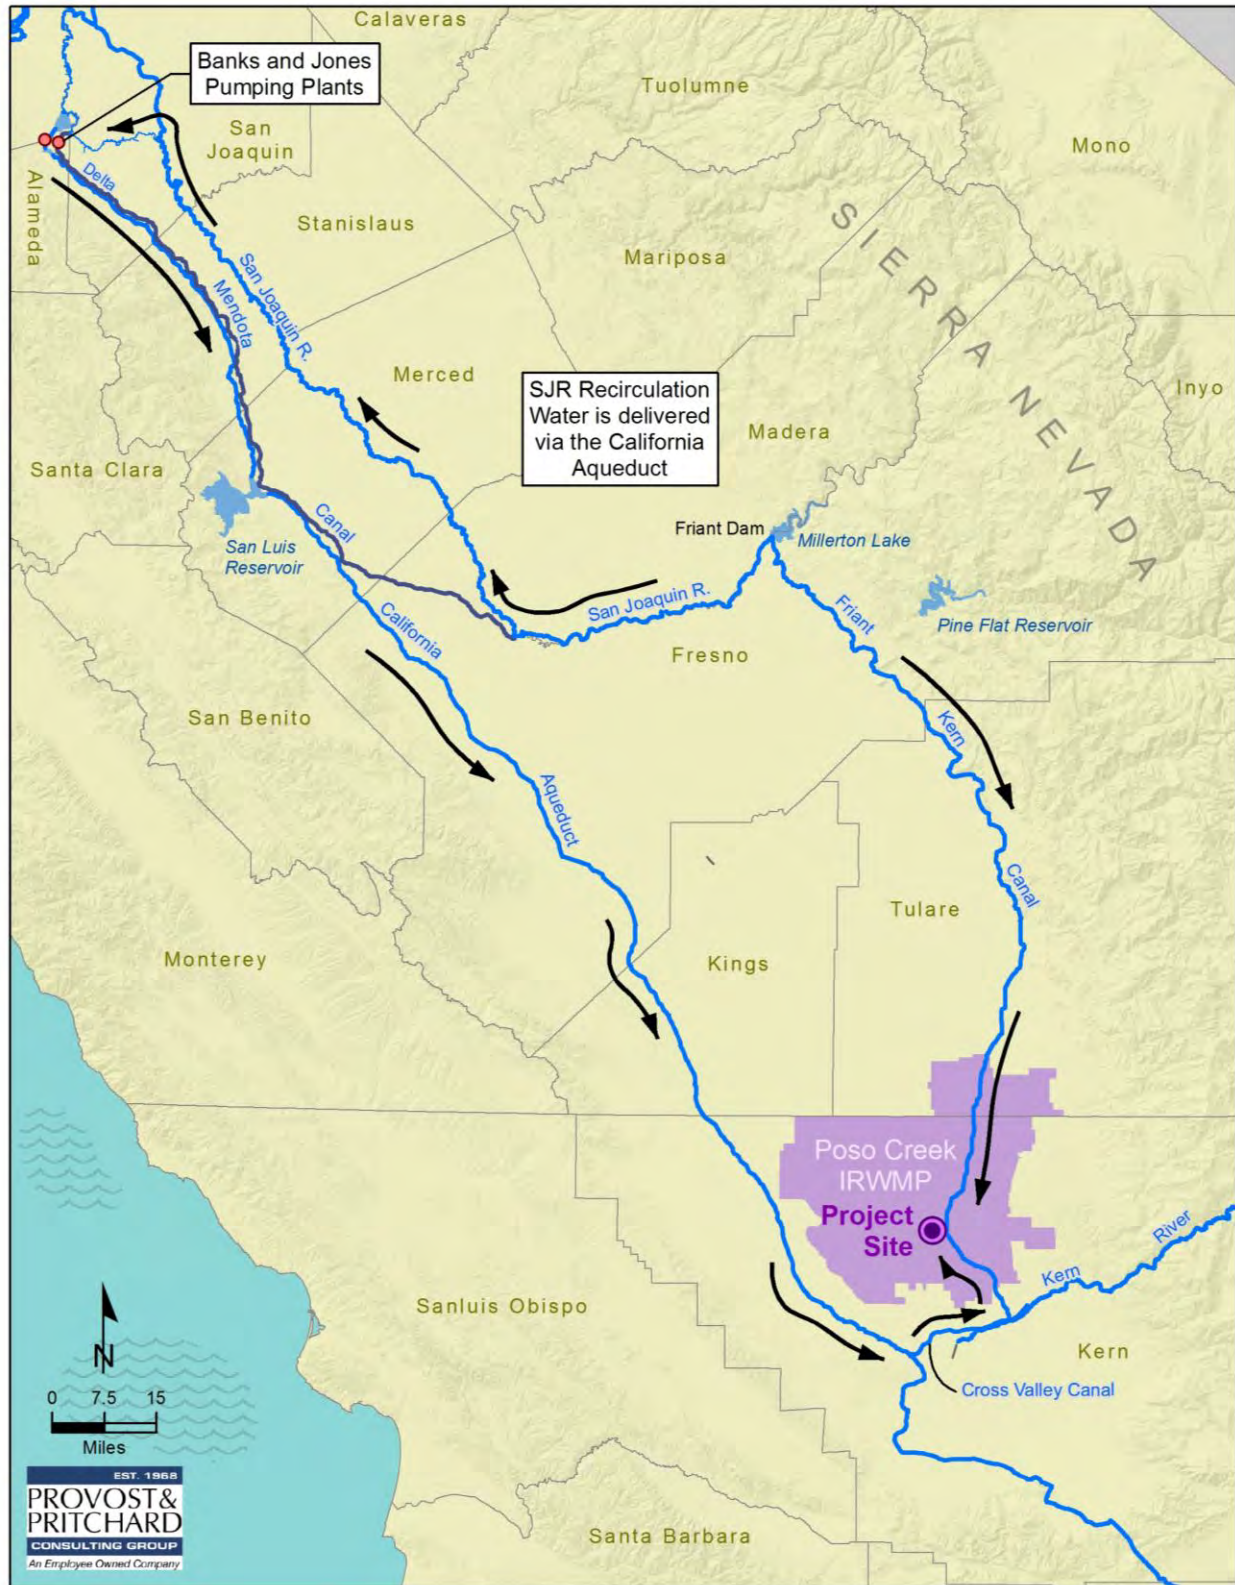 Calaveras
Banks and Jones
Pumping Plants
Tuolumne
San
Joaquin
Mono
Alameda
Delta
Stanislaus
SIERRA NEVADA
Mariposa
San Joaquin R.
Mendota
Merced
SJR Recirculation
Water is delivered
via the California
Aqueduct
Inyo
Madera
Santa Clara
Canal
Friant Dam
Millerton Lake
San Luis
Reservoir
San Joaquin R.
Friant
Pine Flat Reservoir
California
Fresno
San Benito
Kern
Aqueduct
Canal
Tulare
Monterey
Kings
Poso Creek
IRWMP
Project
Site
River
Kern
Sanluis Obispo
N
Kern
0 7.5 15
Miles
Cross Valley Canal
EST. 1968
PROVOST&
PRITCHARD
CONSULTING GROUP
An Employee Owned Company
Santa Barbara